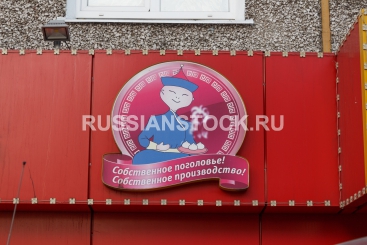 RUSSIANSTOCK.RU
Собственное поголовье!
Собственное производство!